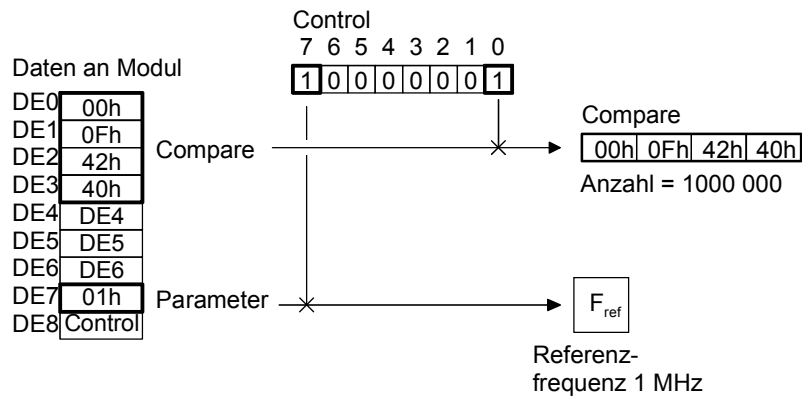 Control
7 6 5 4 3 2 1 0
1 0 0 0 0 0 0 1
Daten an Modul
DE0 00h
DE1 0Fh
DE2 42h
DE3 40h
DE4 DE4
DE5 DE5
DE6 DE6
DE7 01h
DE8 Control
Compare
Compare
00h 0Fh 42h 40h
Anzahl = 1000 000
Parameter
Fref
Referenz-
frequenz 1 MHz